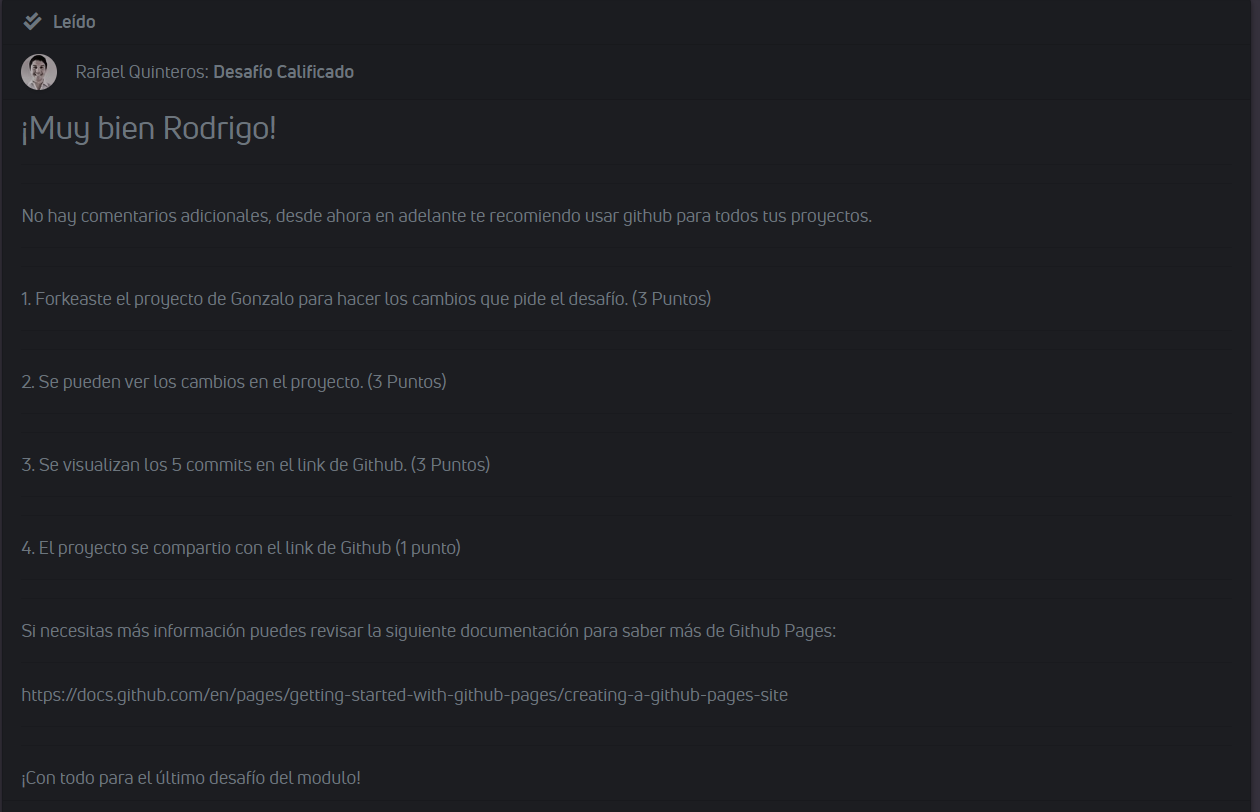 Leído
Rafael Quinteros: Desafío Calificado
¡Muy bien Rodrigo!
No hay comentarios adicionales, desde ahora en adelante te recomiendo usar github para todos tus proyectos.
1. Forkeaste el proyecto de Gonzalo para hacer los cambios que pide el desafío. (3 Puntos)
2. Se pueden ver los cambios en el proyecto. (3 Puntos)
3. Se visualizan los 5 commits en el link de Github. (3 Puntos)
4. El proyecto se compartio con el link de Github (1 punto)
Si necesitas más información puedes revisar la siguiente documentación para saber más de Github Pages:
https://docs.github.com/en/pages/getting-started-with-github-pages/creating-a-github-pages-site
¡Con todo para el último desafío del modulo!